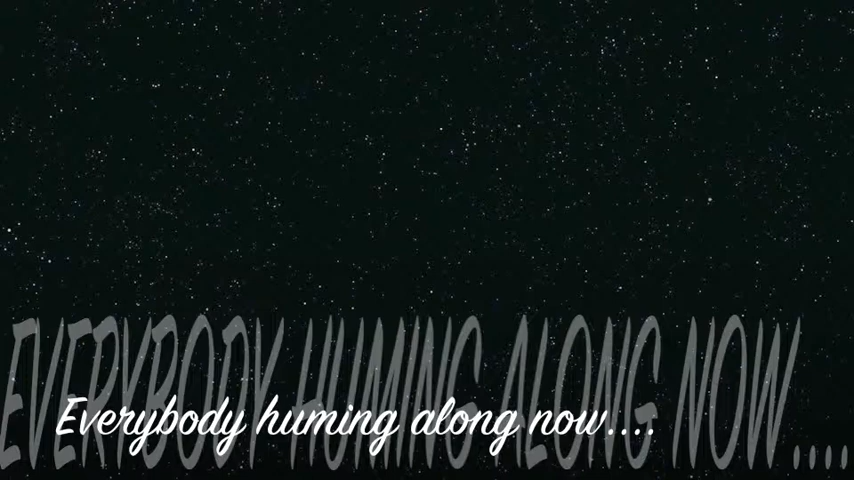 EVERYBODY HUMING ALONG NOW....
Everybody huming along now....